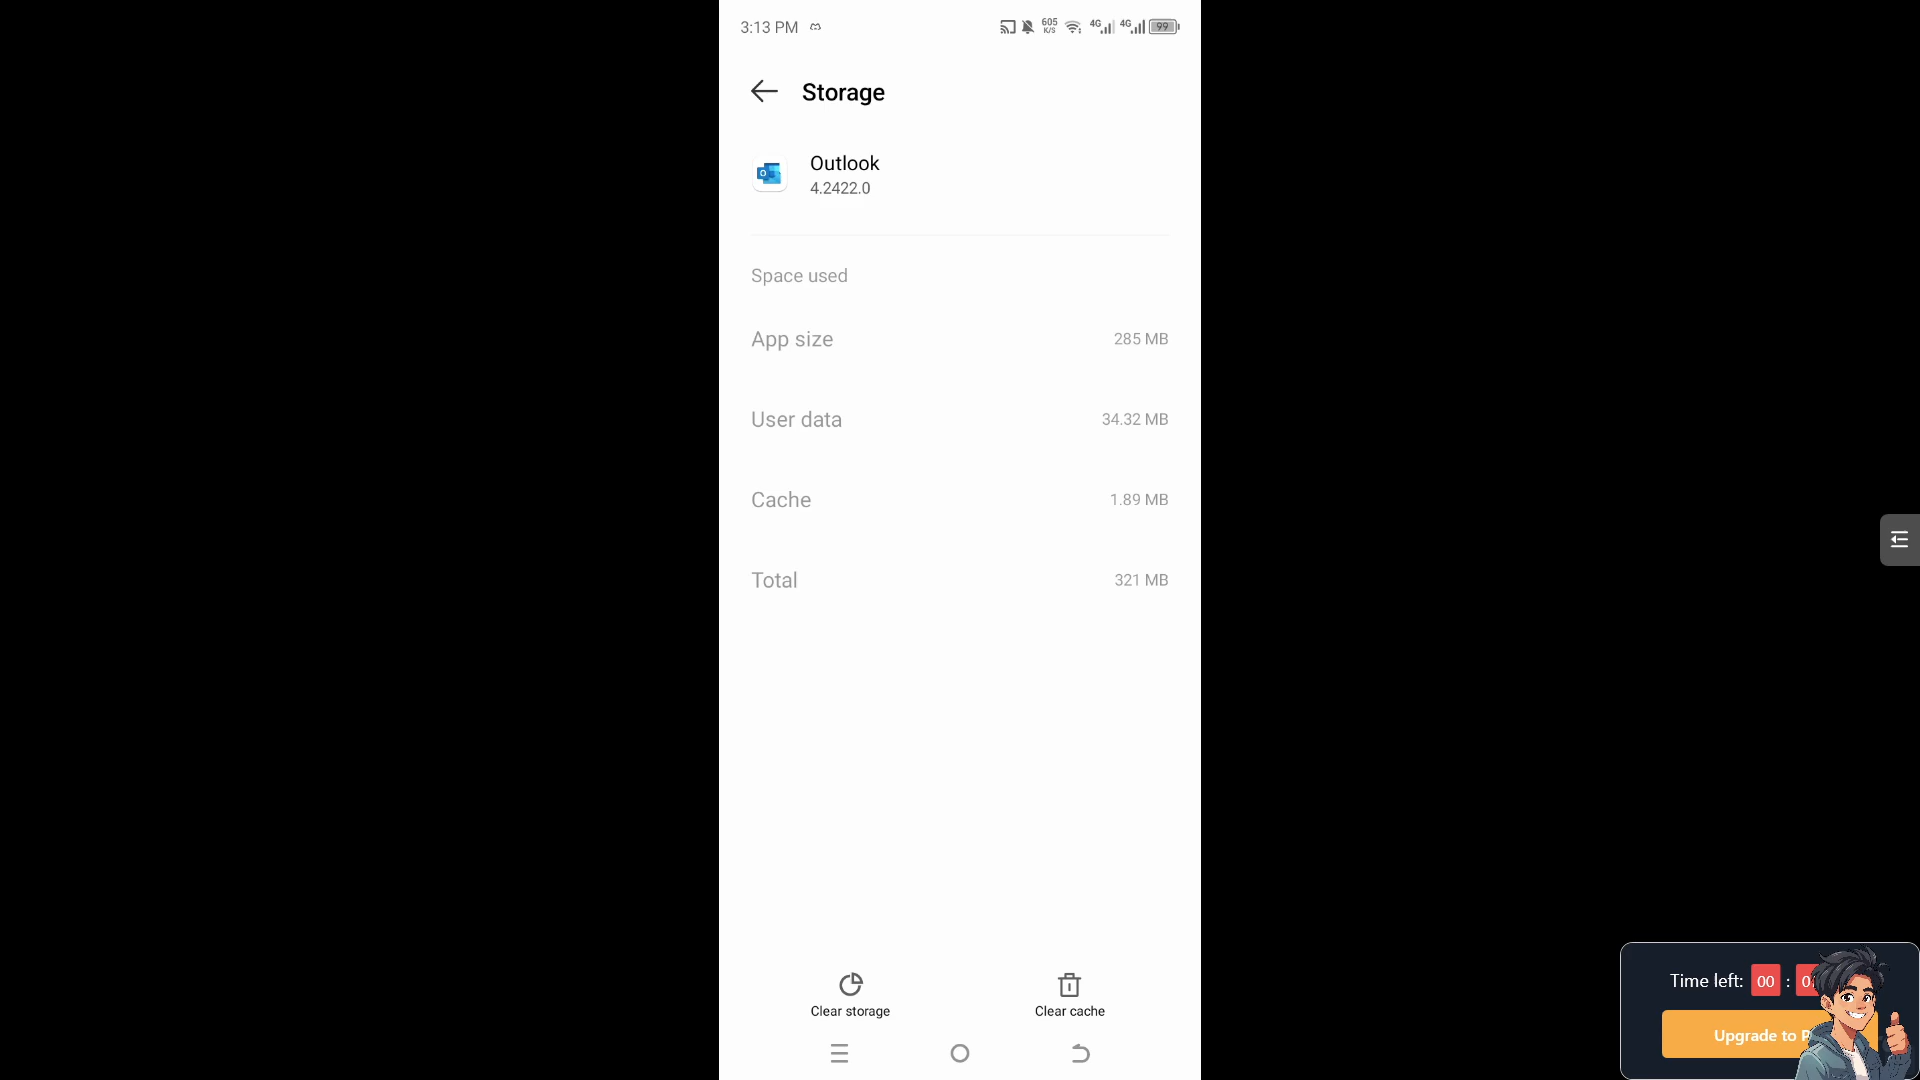 3:13 PM
605
K/S
4G
4G
99
Storage
Outlook
4.2422.0
Space used
App size
285 MB
User data
34.32 MB
Cache
1.89 MB
Total
321 MB
Clear storage
Clear cache
Time left: 00 :
Upgrade to